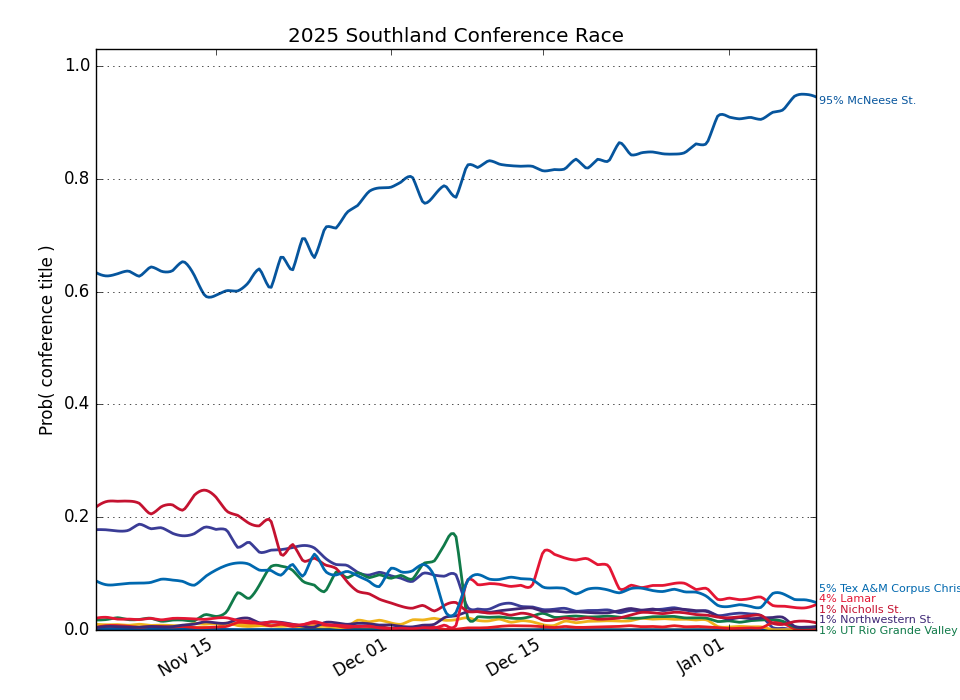 2025 Southland Conference Race
Prob( conference title )
1.0
0.8
0.6
0.4
0.2
0.0
Nov 15
Dec 01
Dec 15
Jan 01
95% McNeese St.
5% Tex A&M Corpus Chris
4% Lamar
1% Nicholls St.
1% Northwestern St.
1% UT Rio Grande Valley